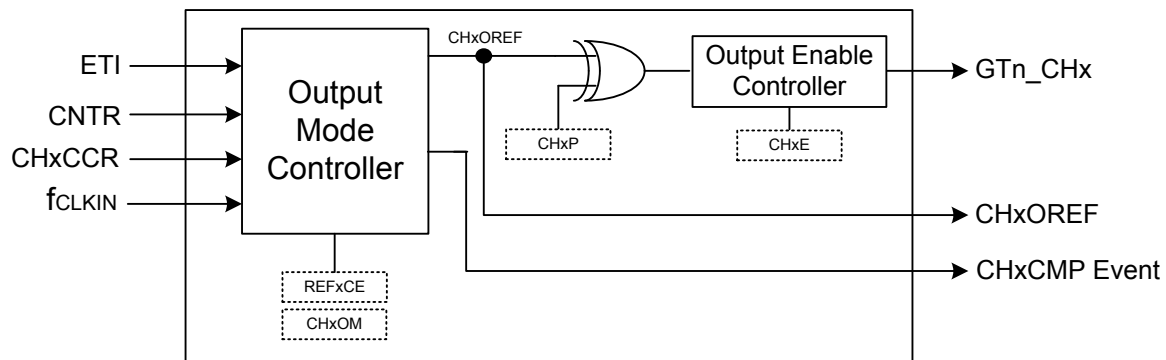 ETI
CNTR
CHxCCR
fCLKIN
Output
Mode
Controller
REFxCE
CHxOM
CHxOREF
CHxP
Output Enable
Controller
CHxE
GTn_CHx
CHxOREF
CHxCMP Event